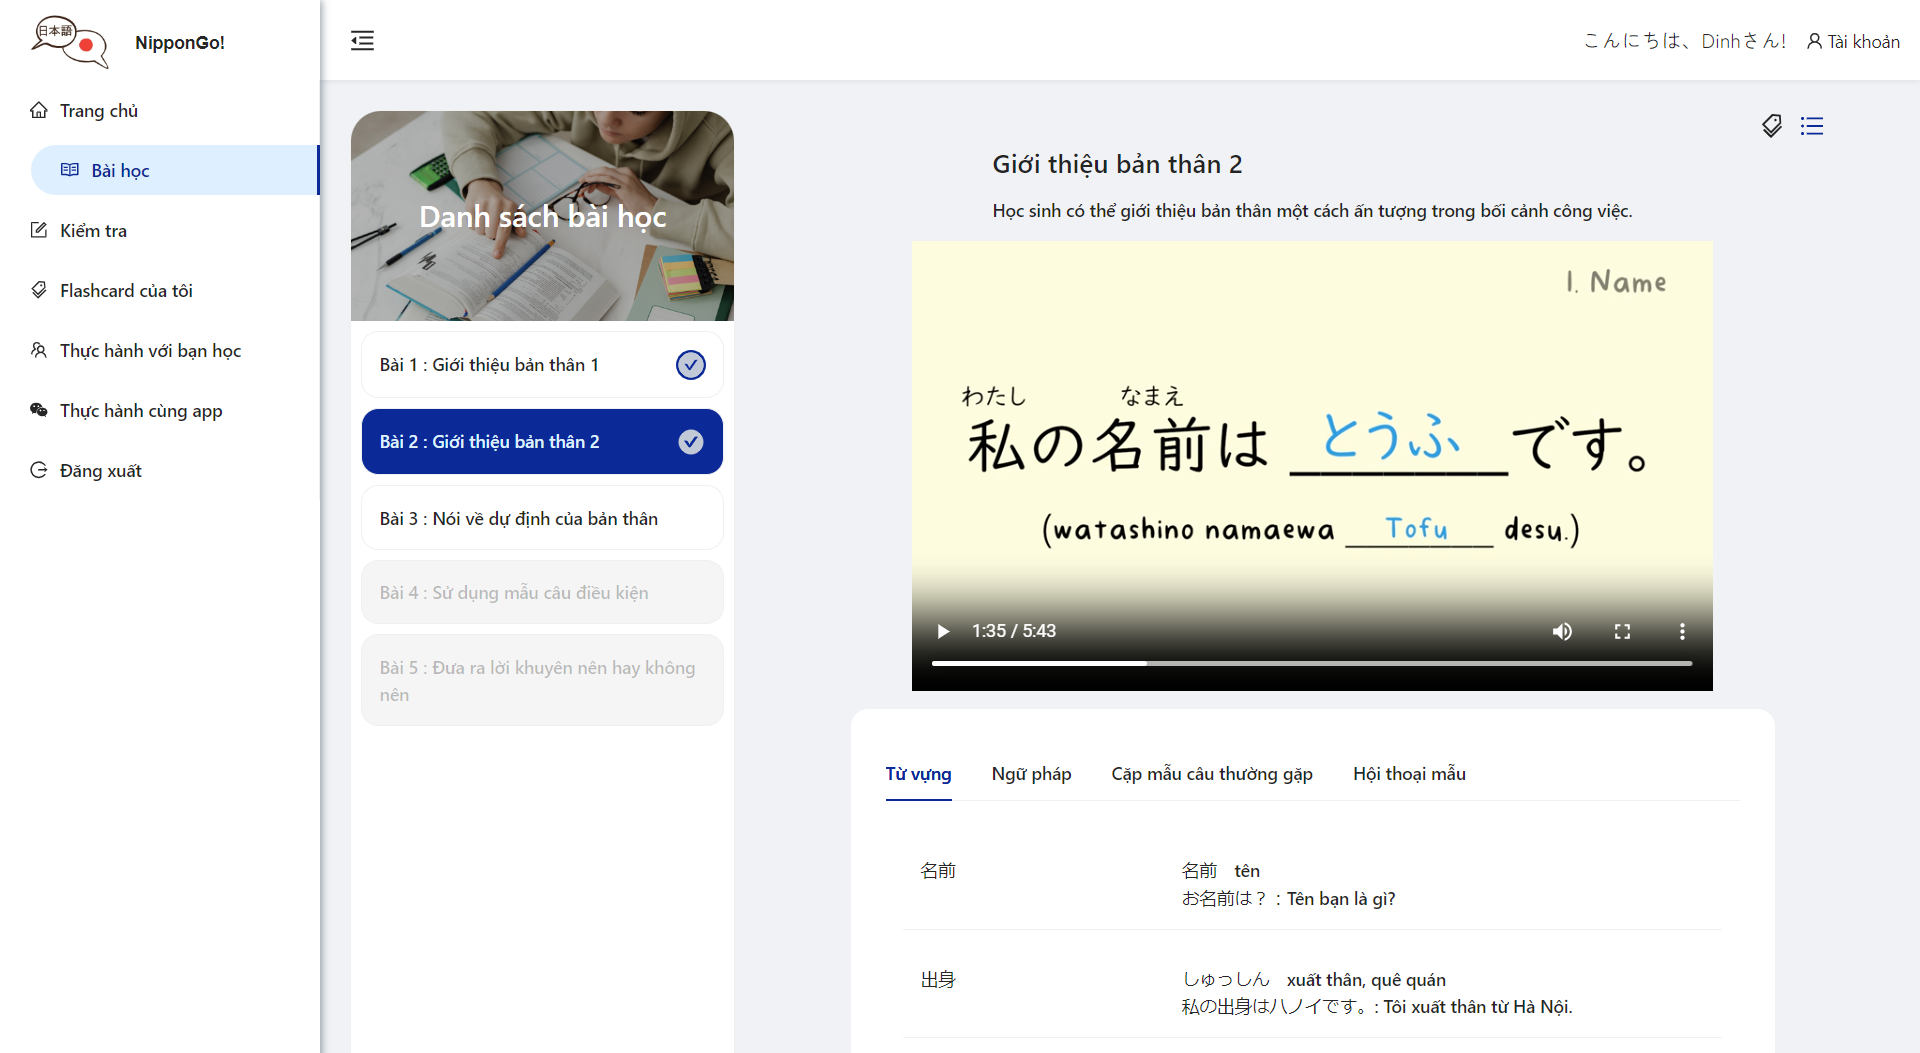 日本語
NipponGo!
Trang chủ
Bài học
Kiểm tra
Flashcard của tôi
Thực hành với bạn học
Thực hành cùng app
Đăng xuất
こんにちは、Dinhさん!
Tài khoản
Danh sách bài học
Bài 1 : Giới thiệu bản thân 1
Bài 2 : Giới thiệu bản thân 2
Bài 3 : Nói về dự định của bản thân
Bài 4 : Sử dụng mẫu câu điều kiện
Bài 5 : Đưa ra lời khuyên nên hay không
nên
Giới thiệu bản thân 2
Học sinh có thể giới thiệu bản thân một cách ấn tượng trong bối cảnh công việc.
1. Name
わたし なまえ
私の名前は とうふ です。
(watashino namaewa Tofu desu.)
1:35 / 5:43
Từ vựng
Ngữ pháp
Cặp mẫu câu thường gặp
Hội thoại mẫu
名前
名前 tên
お名前は？ : Tên bạn là gì?
出身
しゅっしん xuất thân, quê quán
私の出身はハノイです。: Tôi xuất thân từ Hà Nội.